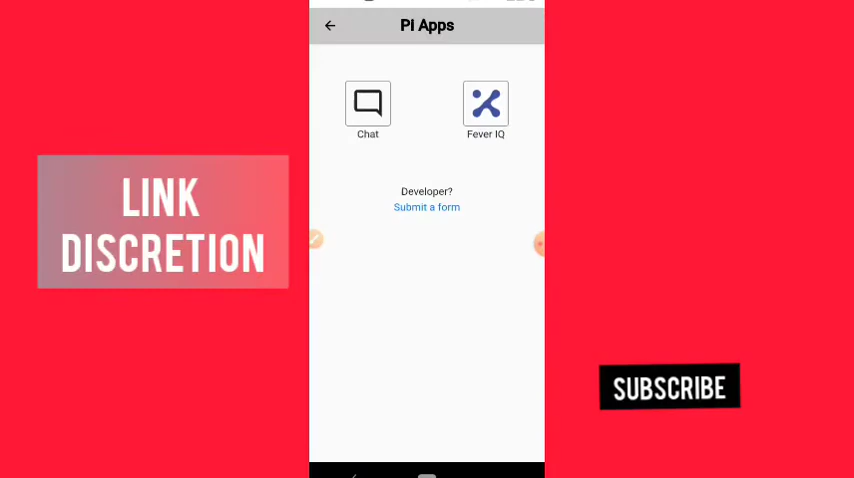 Pi Apps
Chat
Fever IQ
Developer?
Submit a form
LINK
DISCRETION
SUBSCRIBE